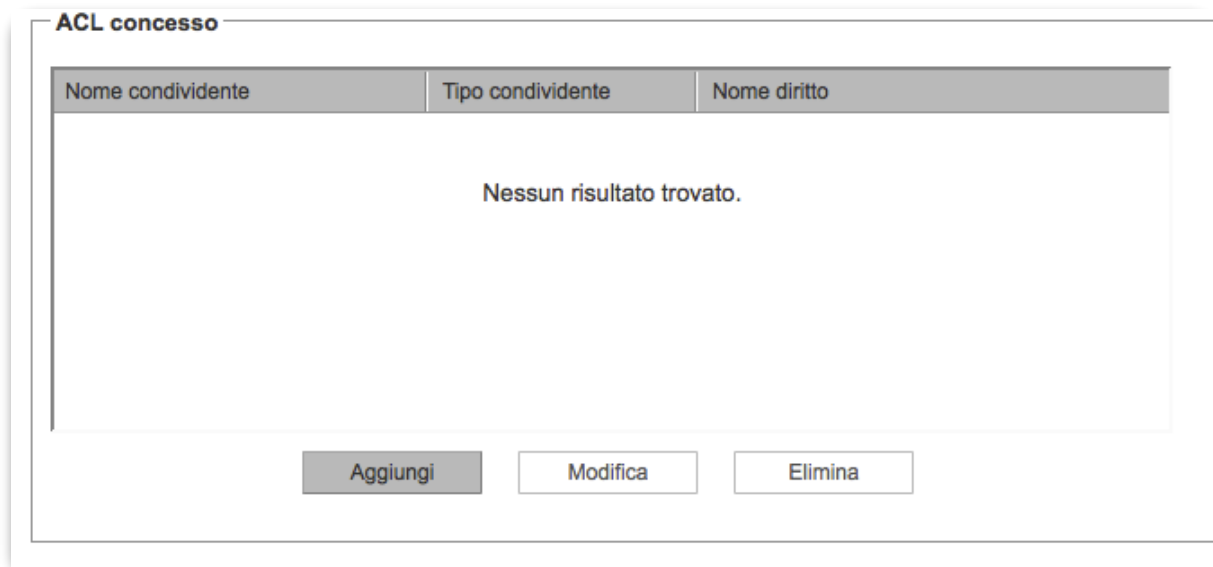 ACL concesso
Nome condividente Tipo condividente Nome diritto
Nessun risultato trovato.
Aggiungi Modifica Elimina